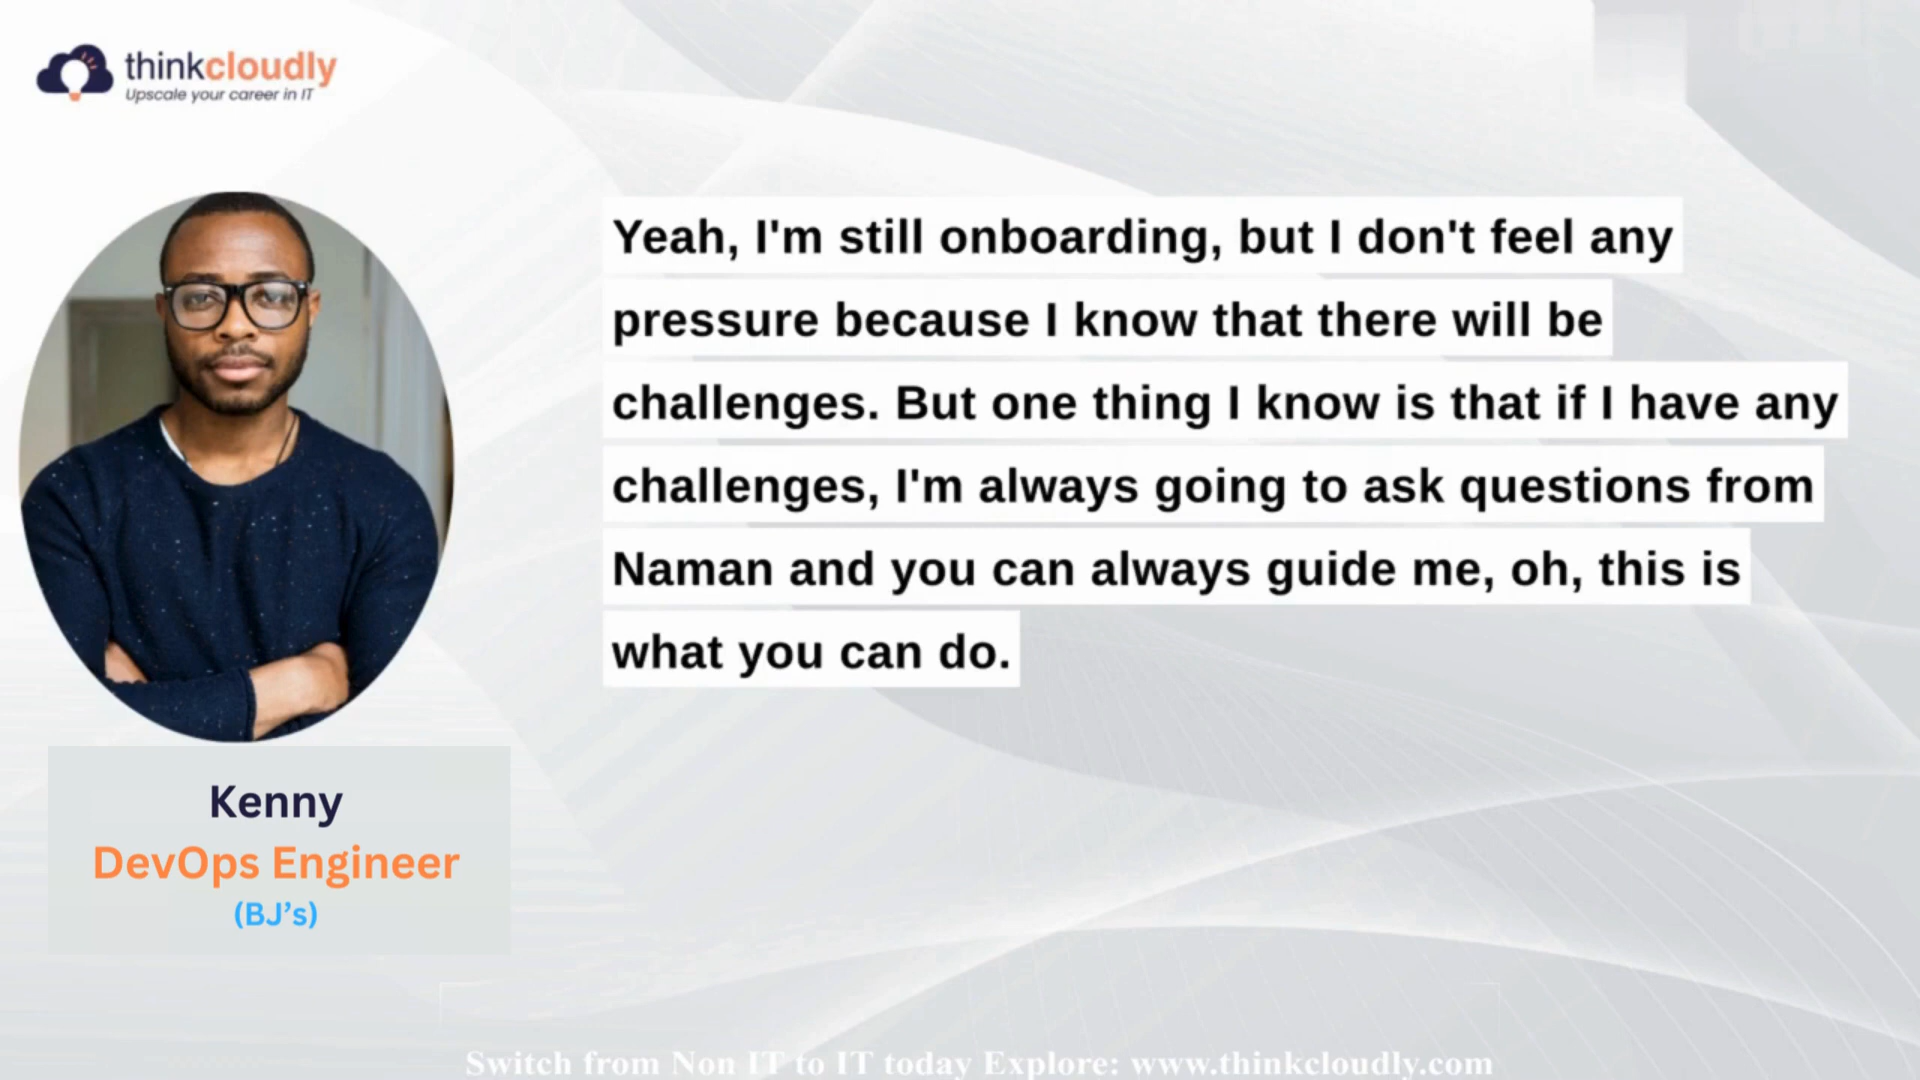 thinkcloudly
Upscale your career in IT
Yeah, I'm still onboarding, but I don't feel any
pressure because I know that there will be
challenges. But one thing I know is that if I have any
challenges, I'm always going to ask questions from
Naman and you can always guide me, oh, this is
what you can do.
Kenny
DevOps Engineer
(BJ’s)
Switch from Non IT to IT today Explore: www.thinkcloudly.com